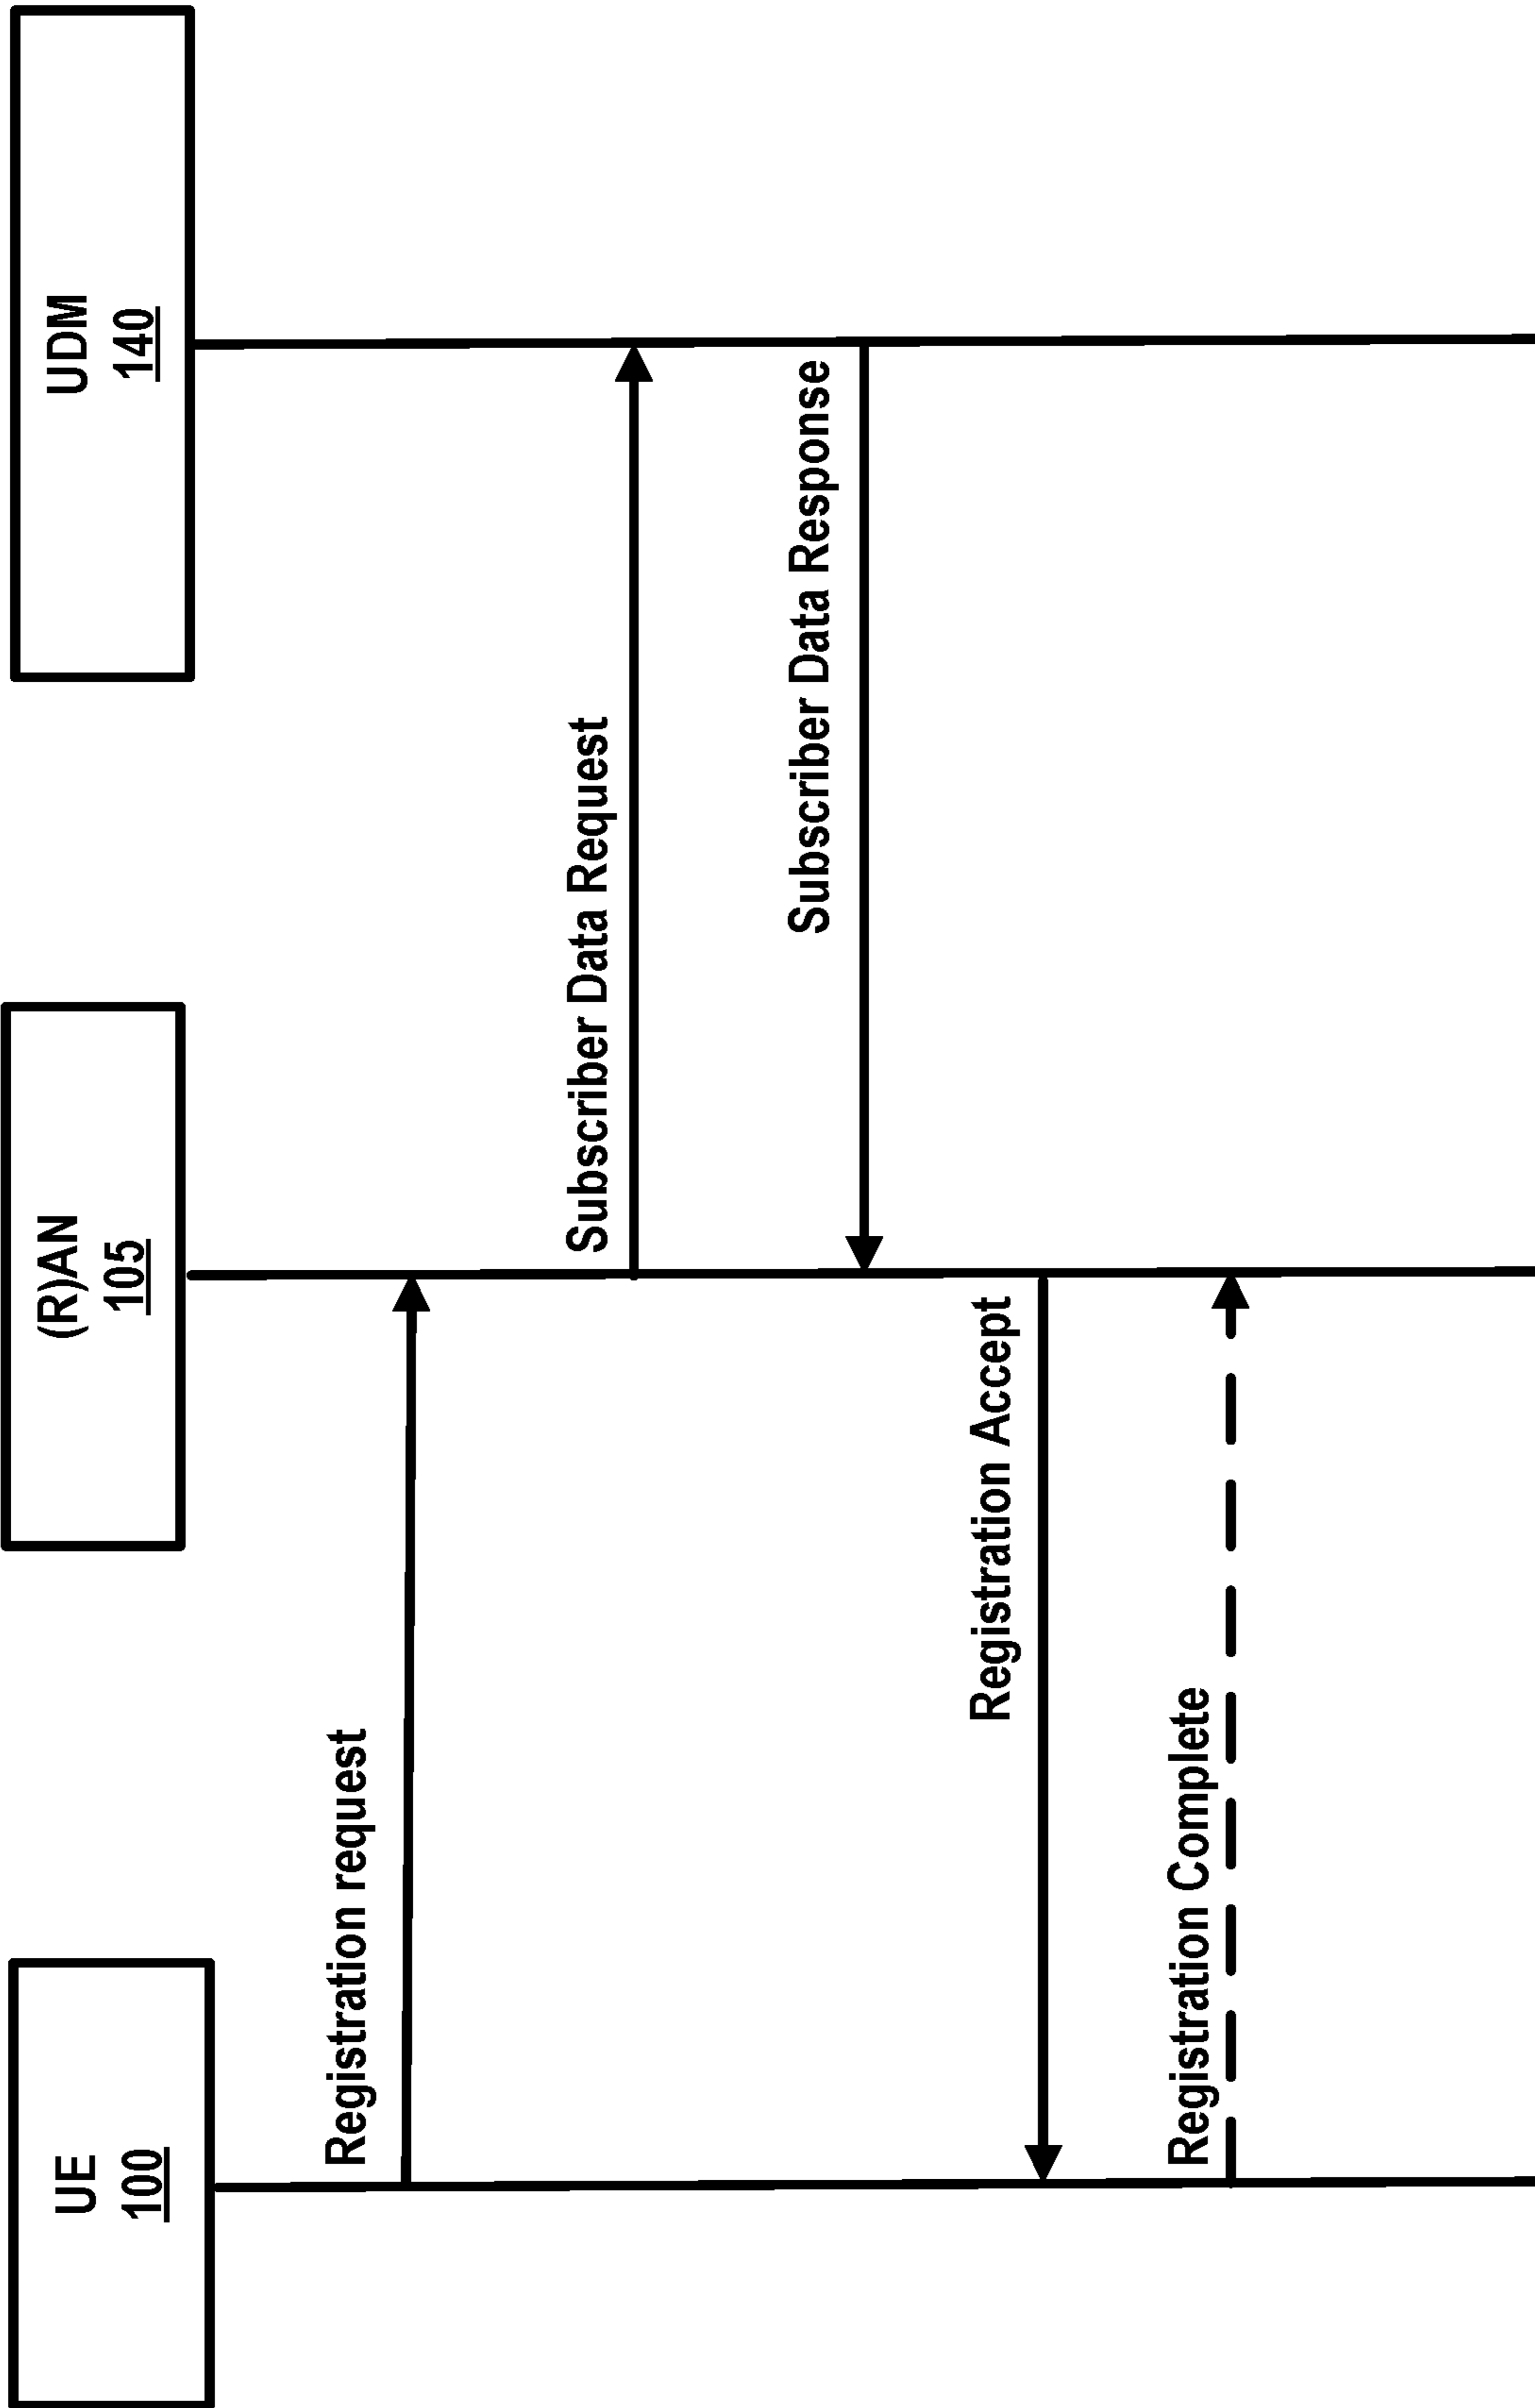 UE
100
(R)AN
105
UDM
140
Registration request
Subscriber Data Request
Subscriber Data Response
Registration Accept
Registration Complete